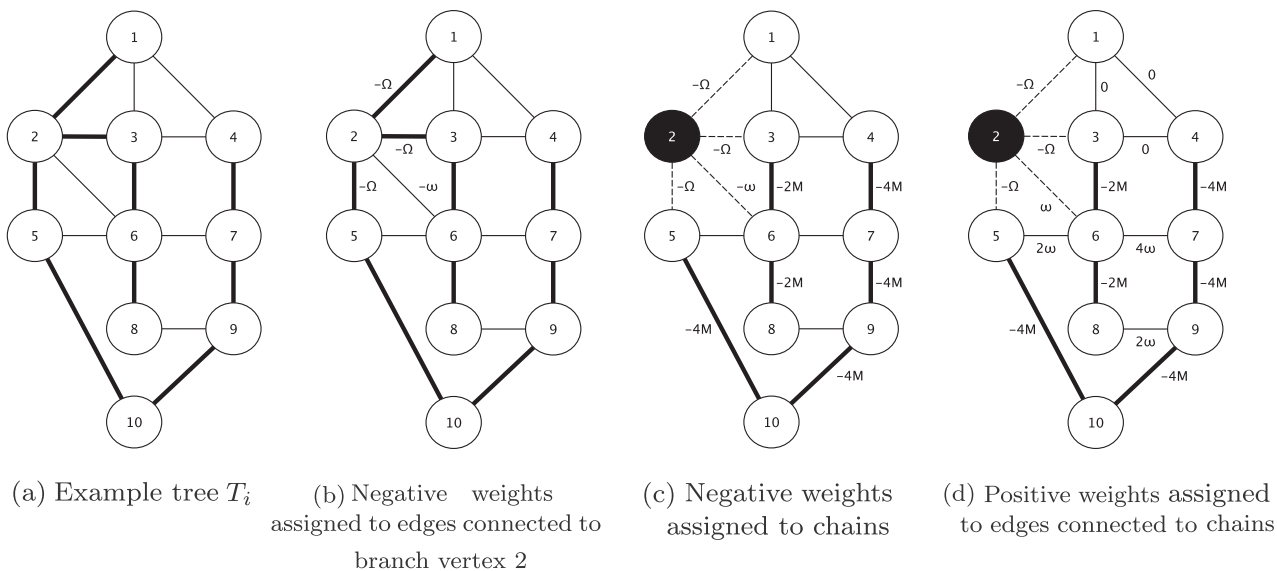 1
2
3
4
5
6
7
8
9
10
(a) Example tree Ti
1
−Ω
2
3
4
−Ω
−Ω
−ω
5
6
7
8
9
10
(b) Negative weights
assigned to edges connected to
branch vertex 2
1
−Ω
2
3
4
−Ω
−Ω
−ω
−2M
−4M
5
6
7
−2M
−4M
−4M
8
9
−4M
10
(c) Negative weights
assigned to chains
1
0
−Ω
0
2
3
4
−Ω
0
−Ω
ω
−2M
−4M
5
6
7
2ω
4ω
−2M
−4M
−4M
8
9
2ω
−4M
10
(d) Positive weights assigned
to edges connected to chains